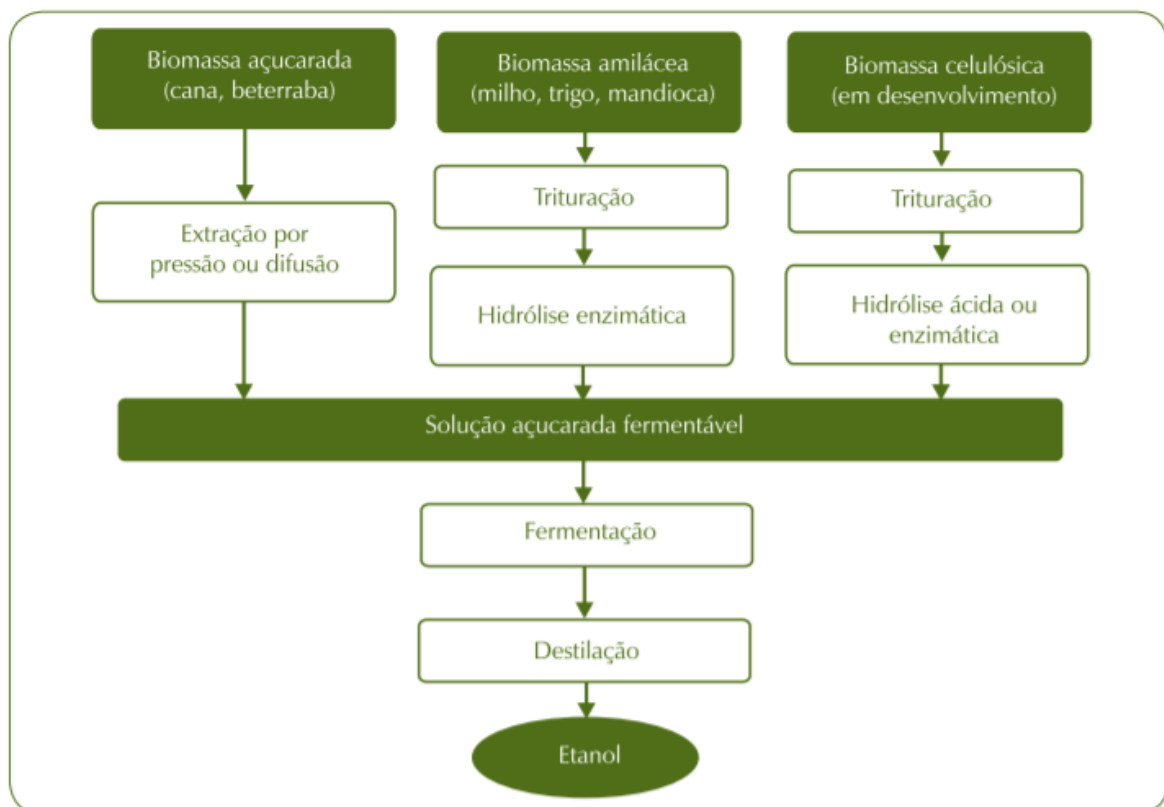 Biomassa açucarada
(cana, beterraba)
Biomassa amilácea
(milho, trigo, mandioca)
Biomassa celulósica
(em desenvolvimento)
Extração por
pressão ou difusão
Trituração
Trituração
Hidrólise enzimática
Hidrólise ácida ou
enzimática
Solução açucarada fermentável
Fermentação
Destilação
Etanol